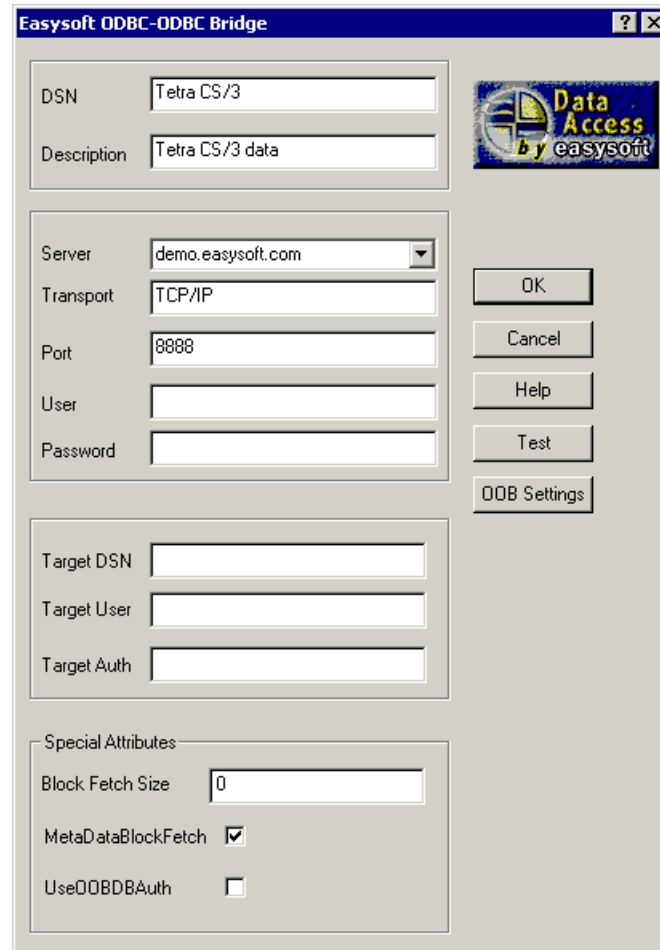 Easysoft ODBC-ODBC Bridge
DSN Tetra CS/3
Description Tetra CS/3 data
Data Access by easysoft
Server demo.easysoft.com
Transport TCP/IP
Port 8888
User
Password
OK
Cancel
Help
Test
OOB Settings
Target DSN
Target User
Target Auth
Special Attributes
Block Fetch Size 0
MetaDataBlockFetch
UseOOBDBAuth